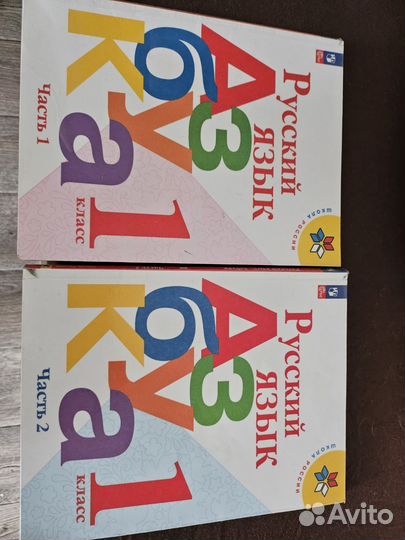 Русский
язык
Азбука
1
класс
Часть 1
ШКОЛА РОССИИ
Русский
язык
Азбука
1
класс
Часть 2
ШКОЛА РОССИИ
Avito